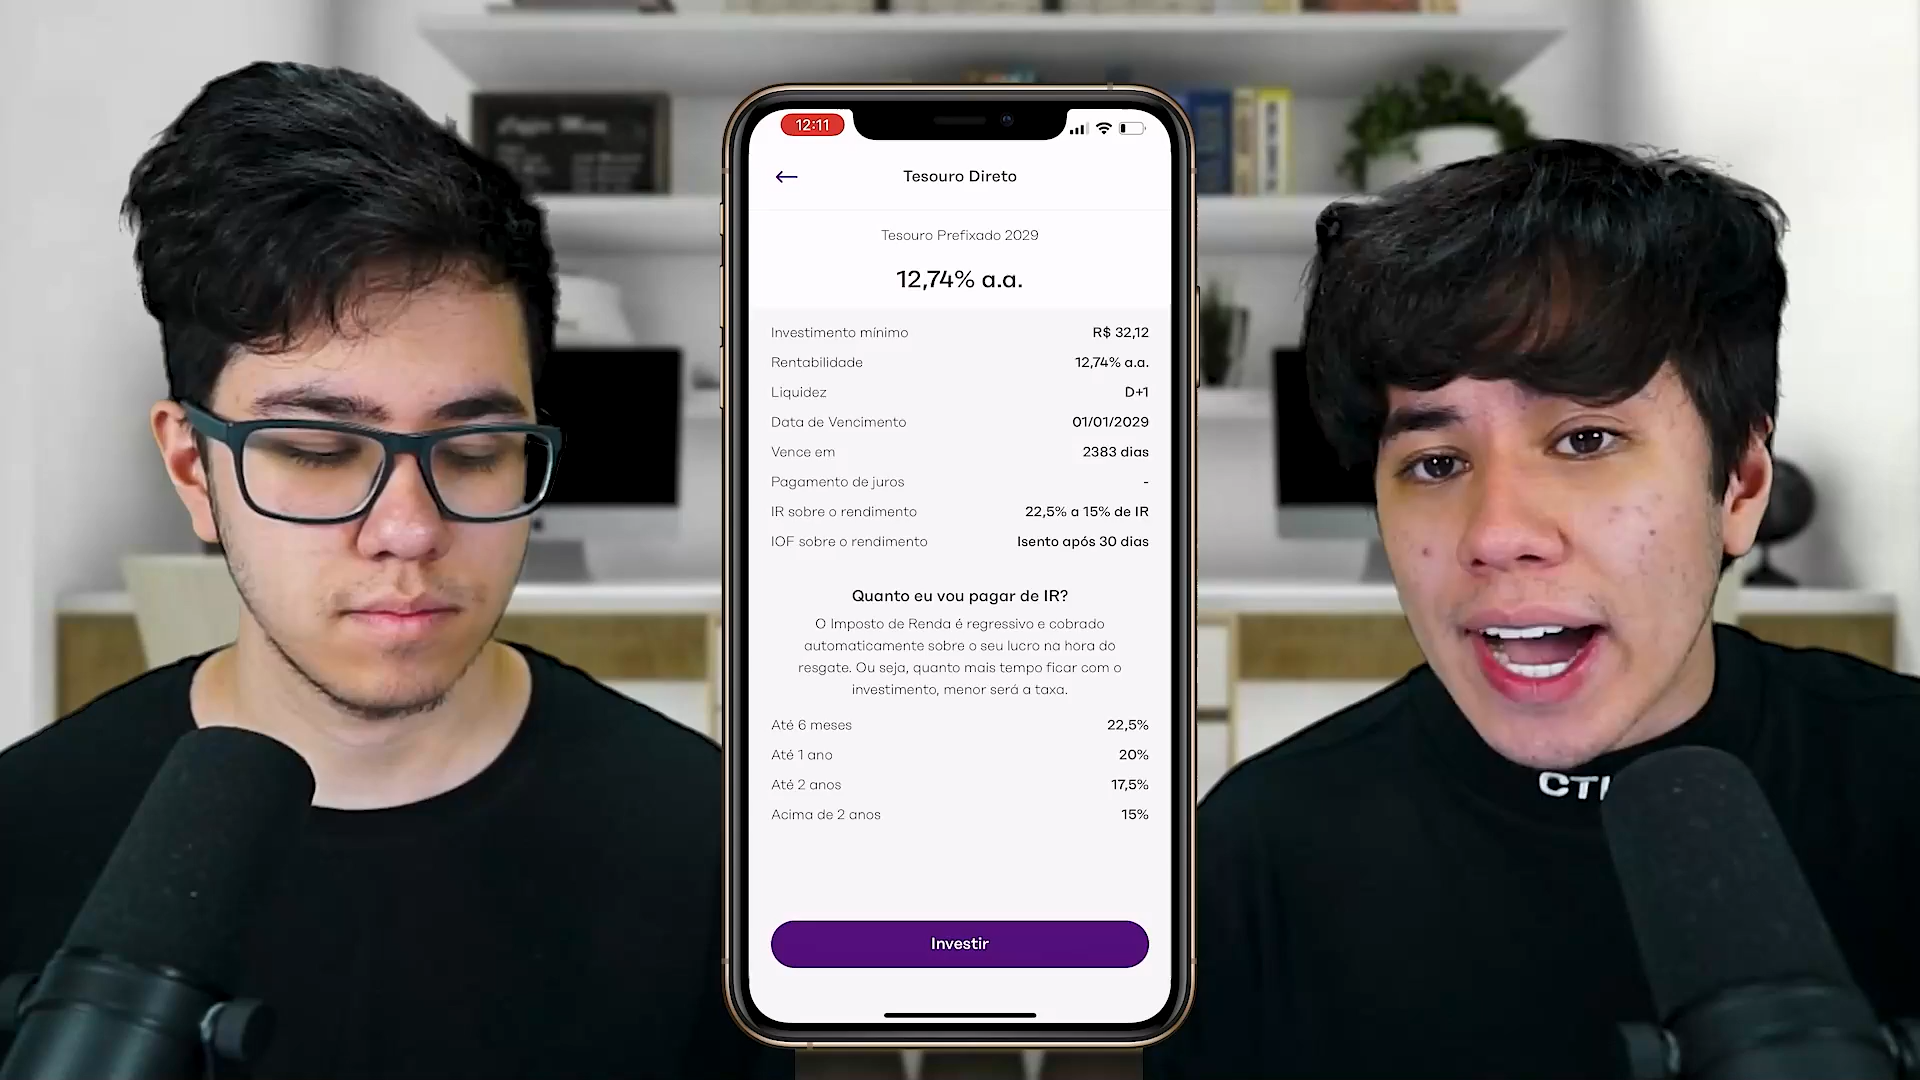 12:11
Tesouro Direto
Tesouro Prefixado 2029
12,74% a.a.
Investimento mínimo R$ 32,12
Rentabilidade 12,74% a.a.
Liquidez D+1
Data de Vencimento 01/01/2029
Vence em 2383 dias
Pagamento de juros -
IR sobre o rendimento 22,5% a 15% de IR
IOF sobre o rendimento Isento após 30 dias
Quanto eu vou pagar de IR?
O Imposto de Renda é regressivo e cobrado
automaticamente sobre o seu lucro na hora do
resgate. Ou seja, quanto mais tempo ficar com o
investimento, menor será a taxa.
Até 6 meses 22,5%
Até 1 ano 20%
Até 2 anos 17,5%
Acima de 2 anos 15%
Investir